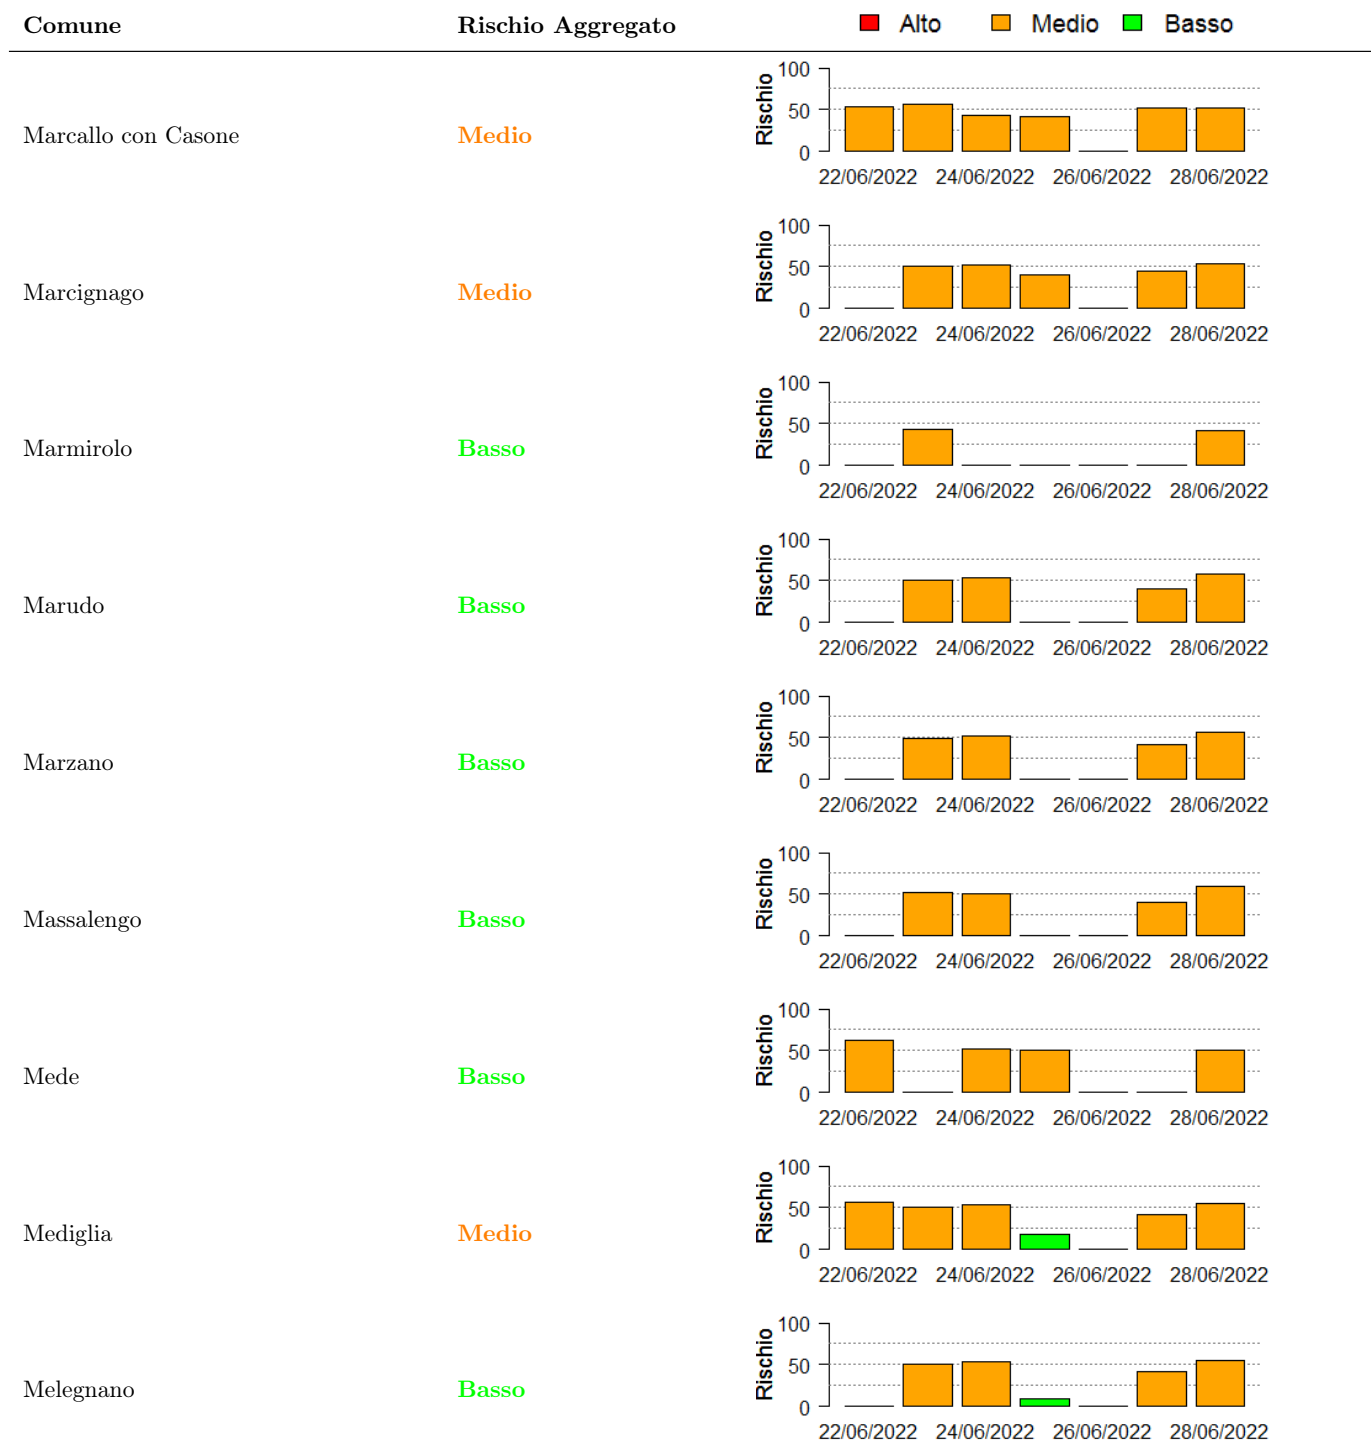 Comune Rischio Aggregato Alto Medio Basso
Marcallo con Casone Medio Rischio 100 50 0
22/06/2022 24/06/2022 26/06/2022 28/06/2022
Marcignago Medio Rischio 100 50 0
22/06/2022 24/06/2022 26/06/2022 28/06/2022
Marmirolo Basso Rischio 100 50 0
22/06/2022 24/06/2022 26/06/2022 28/06/2022
Marudo Basso Rischio 100 50 0
22/06/2022 24/06/2022 26/06/2022 28/06/2022
Marzano Basso Rischio 100 50 0
22/06/2022 24/06/2022 26/06/2022 28/06/2022
Massalengo Basso Rischio 100 50 0
22/06/2022 24/06/2022 26/06/2022 28/06/2022
Mede Basso Rischio 100 50 0
22/06/2022 24/06/2022 26/06/2022 28/06/2022
Mediglia Medio Rischio 100 50 0
22/06/2022 24/06/2022 26/06/2022 28/06/2022
Melegnano Basso Rischio 100 50 0
22/06/2022 24/06/2022 26/06/2022 28/06/2022